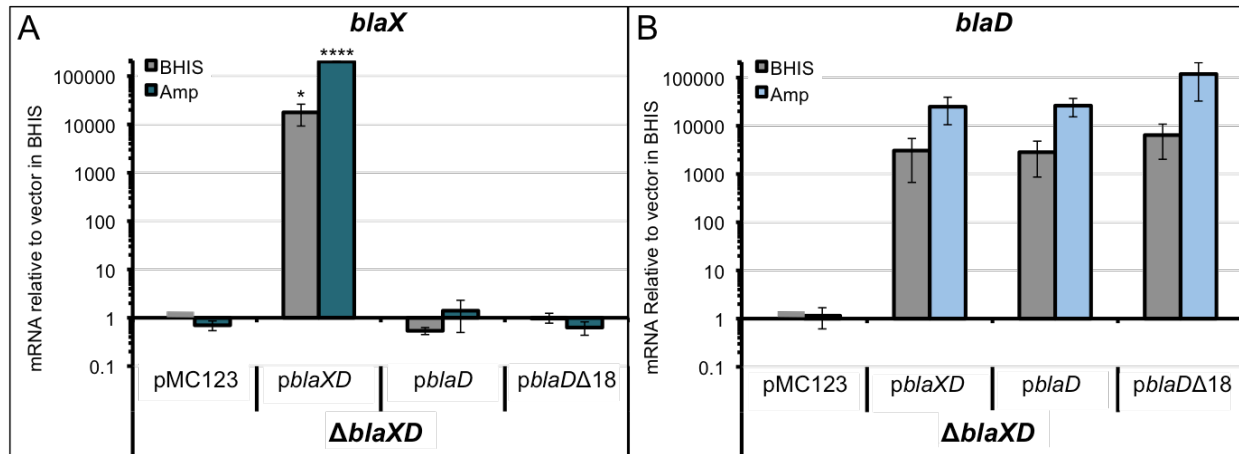 A
blaX
mRNA relative to vector in BHIS
BHIS
Amp
100000
10000
1000
100
10
1
0.1
*
****
pMC123
pblaXD
pblaD
pblaDΔ18
ΔblaXD
B
blaD
mRNA Relative to vector in BHIS
BHIS
Amp
100000
10000
1000
100
10
1
0.1
pMC123
pblaXD
pblaD
pblaDΔ18
ΔblaXD